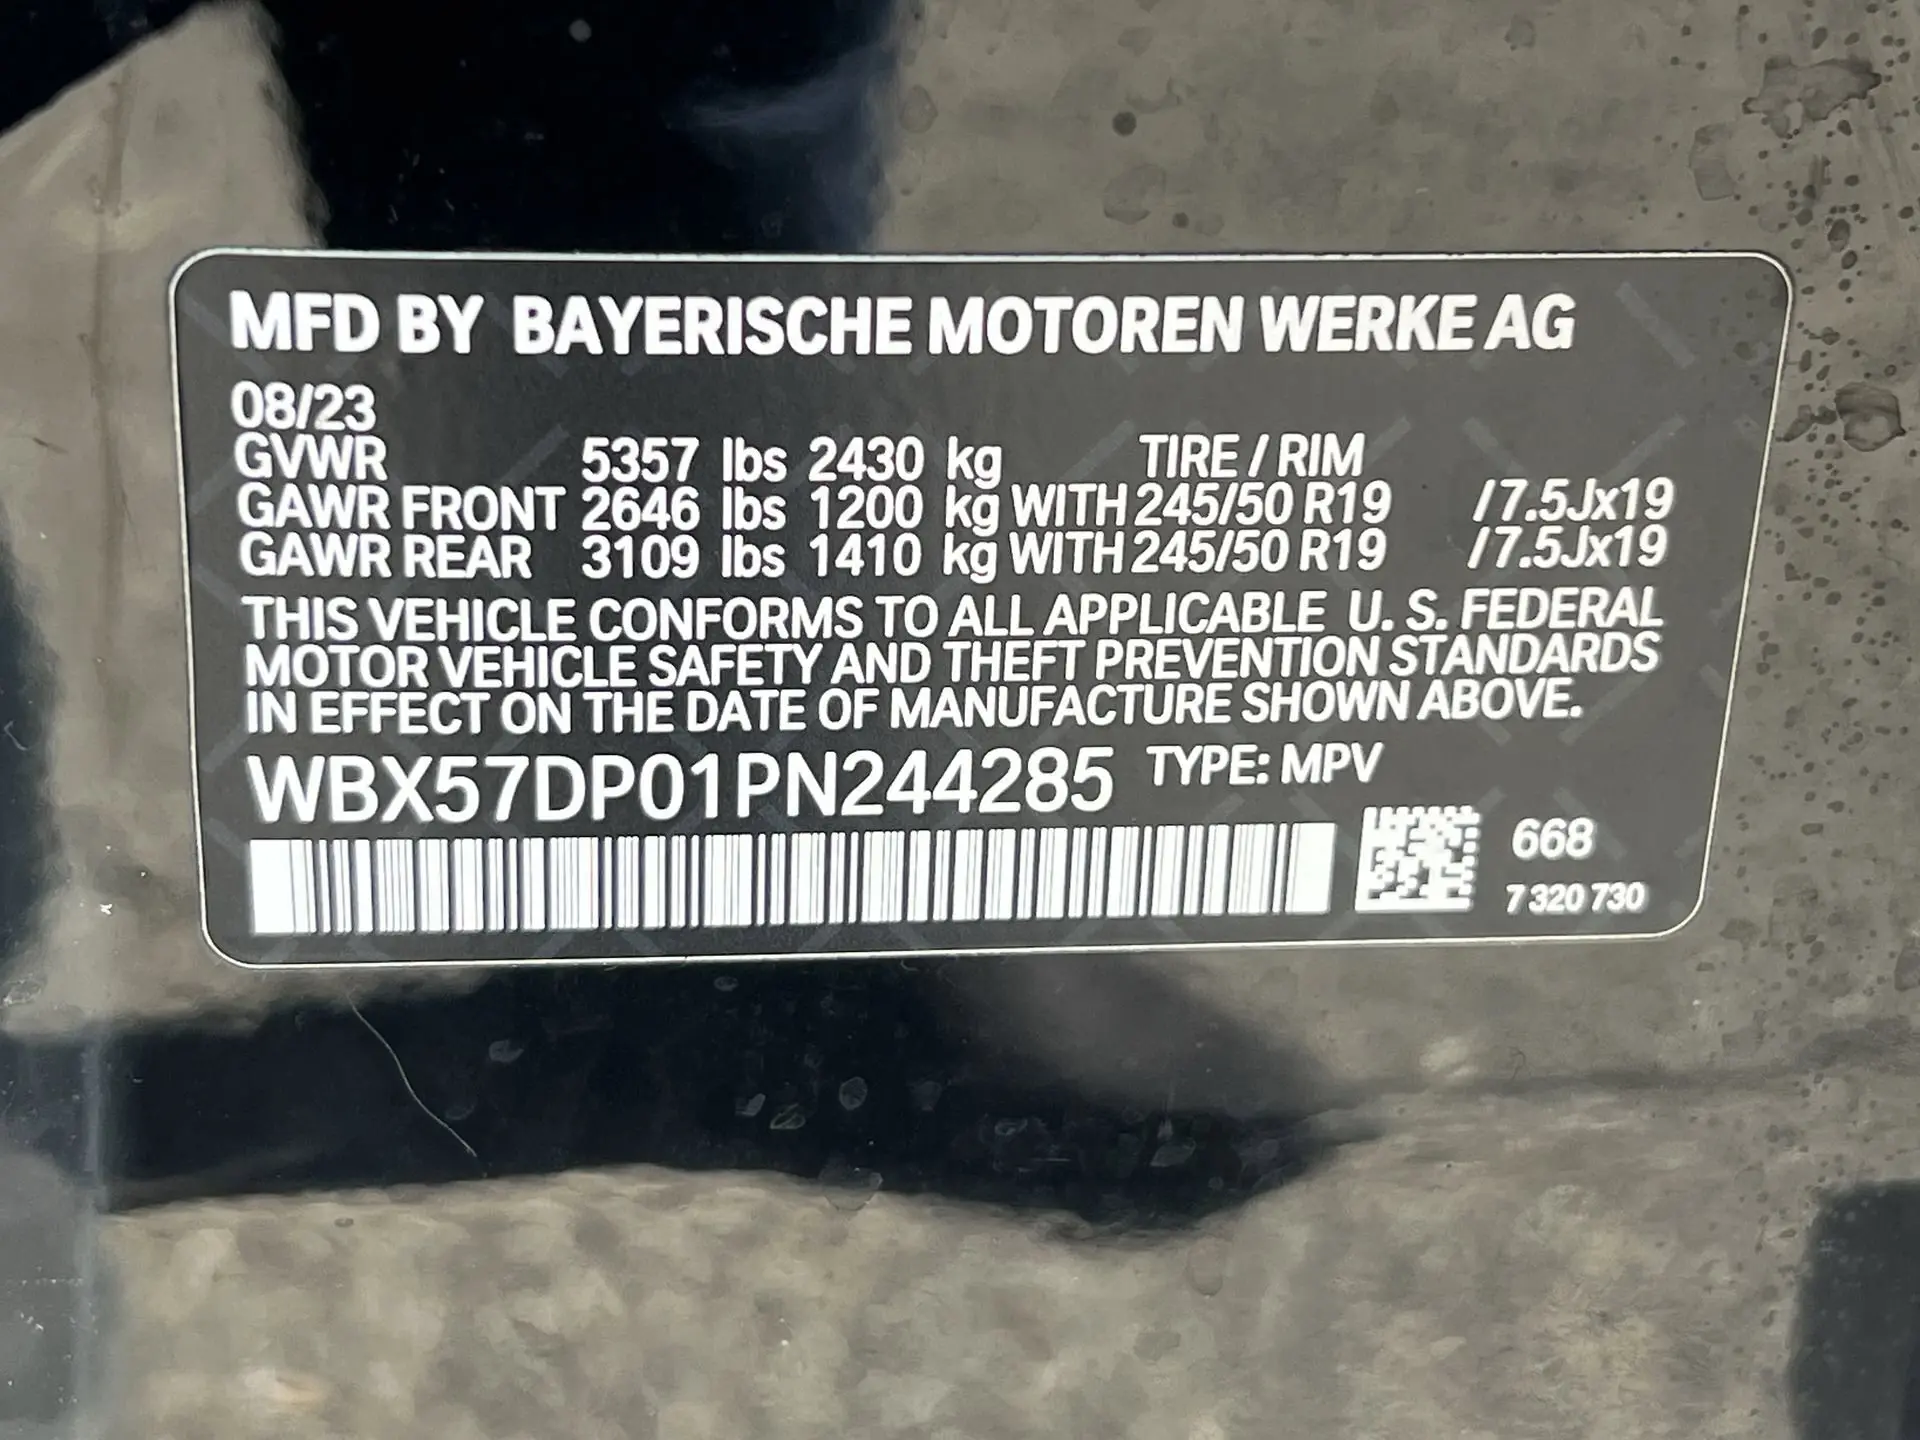 MFD BY BAYERISCHE MOTOREN WERKE AG
08/23
GVWR 5357 lbs 2430 kg TIRE / RIM
GAWR FRONT 2646 lbs 1200 kg WITH 245/50 R19 /7.5Jx19
GAWR REAR 3109 lbs 1410 kg WITH 245/50 R19 /7.5Jx19
THIS VEHICLE CONFORMS TO ALL APPLICABLE U. S. FEDERAL
MOTOR VEHICLE SAFETY AND THEFT PREVENTION STANDARDS
IN EFFECT ON THE DATE OF MANUFACTURE SHOWN ABOVE.
WBX57DP01PN244285 TYPE: MPV
668
7 320 730